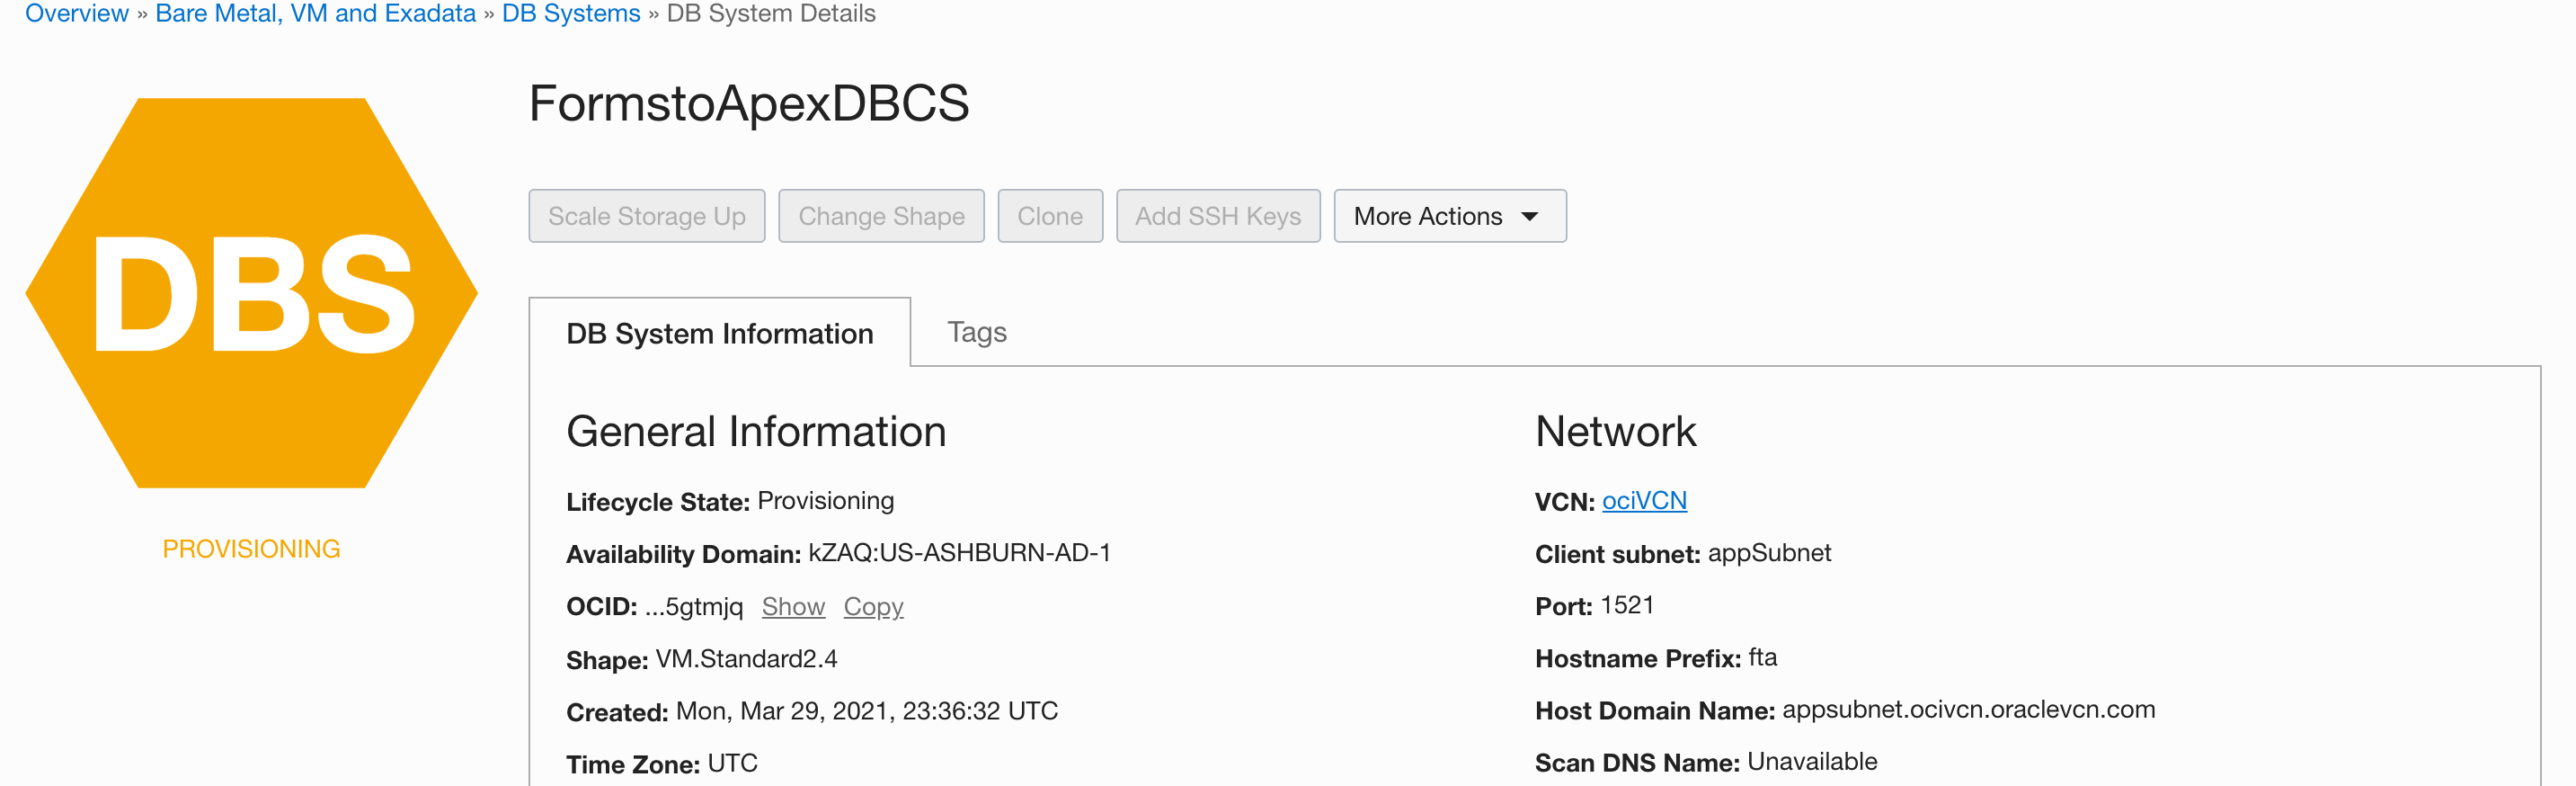 Overview » Bare Metal, VM and Exadata » DB Systems » DB System Details
DBS
PROVISIONING
FormstoApexDBCS
Scale Storage Up Change Shape Clone Add SSH Keys More Actions
DB System Information Tags
General Information
Lifecycle State: Provisioning
Availability Domain: kZAQ:US-ASHBURN-AD-1
OCID: ...5gtmjq Show Copy
Shape: VM.Standard2.4
Created: Mon, Mar 29, 2021, 23:36:32 UTC
Time Zone: UTC
Network
VCN: ociVCN
Client subnet: appSubnet
Port: 1521
Hostname Prefix: fta
Host Domain Name: appsubnet.ocivcn.oraclevcn.com
Scan DNS Name: Unavailable